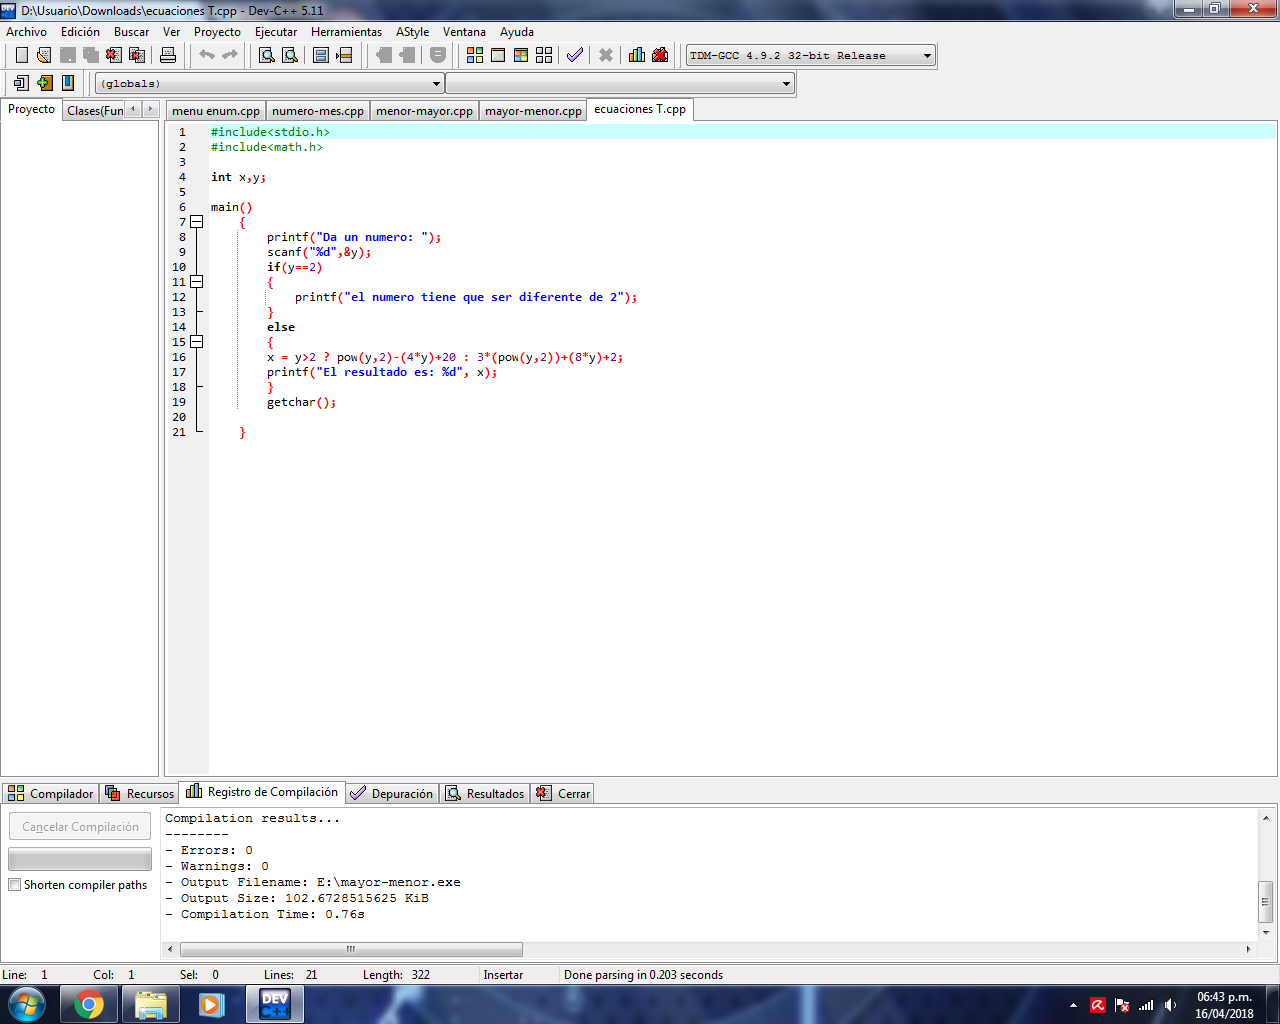 D:\Usuario\Downloads\ecuaciones T.cpp - Dev-C++ 5.11
Archivo Edición Buscar Ver Proyecto Ejecutar Herramientas AStyle Ventana Ayuda
TDM-GCC 4.9.2 32-bit Release
(globals)
Proyecto Clases(Fun
menu enum.cpp numero-mes.cpp menor-mayor.cpp mayor-menor.cpp ecuaciones T.cpp
1 #include<stdio.h>
2 #include<math.h>
3
4 int x,y;
5
6 main()
7 {
8 printf("Da un numero: ");
9 scanf("%d",&y);
10 if(y==2)
11 {
12 printf("el numero tiene que ser diferente de 2");
13 }
14 else
15 {
16 x = y>2 ? pow(y,2)-(4*y)+20 : 3*(pow(y,2))+(8*y)+2;
17 printf("El resultado es: %d", x);
18 }
19 getchar();
20
21 }
Compilador Recursos Registro de Compilación Depuración Resultados Cerrar
Cancelar Compilación
Shorten compiler paths
Compilation results...
--------
- Errors: 0
- Warnings: 0
- Output Filename: E:\mayor-menor.exe
- Output Size: 102.6728515625 KiB
- Compilation Time: 0.76s
Line: 1 Col: 1 Sel: 0 Lines: 21 Length: 322 Insertar Done parsing in 0.203 seconds
DEV C++
06:43 p.m.
16/04/2018